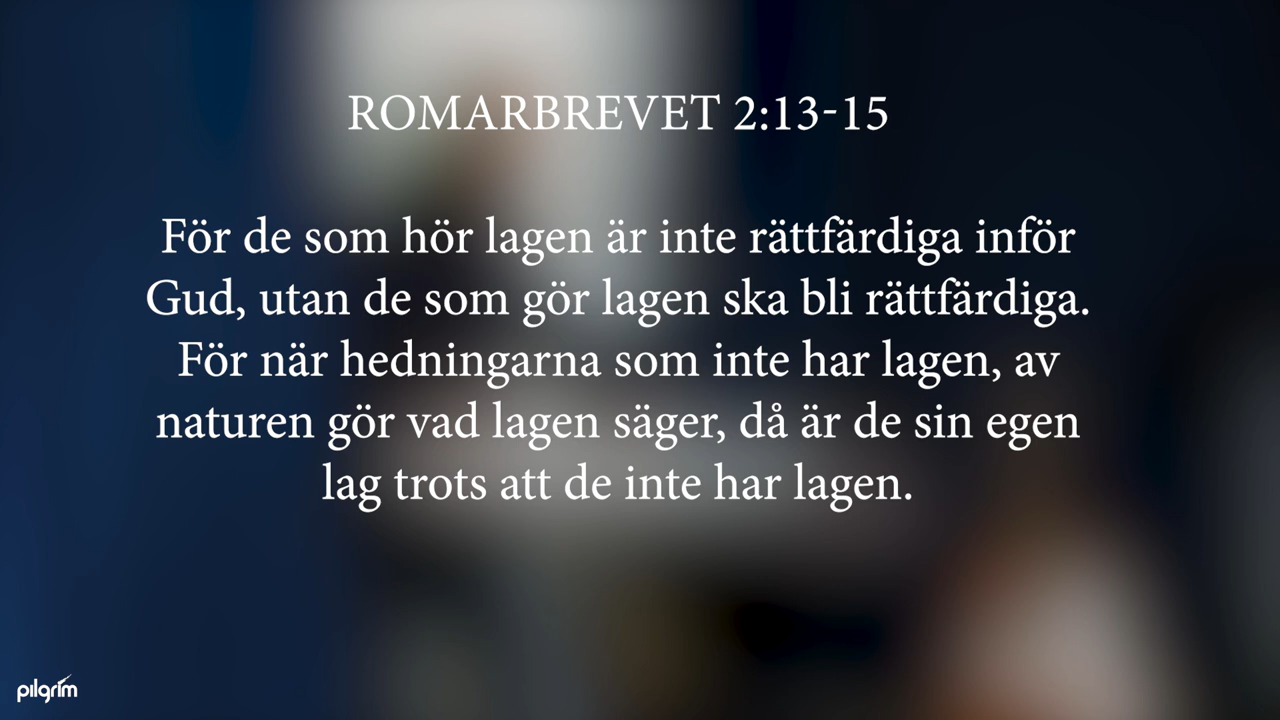 ROMARBREVET 2:13-15
För de som hör lagen är inte rättfärdiga inför
Gud, utan de som gör lagen ska bli rättfärdiga.
För när hedningarna som inte har lagen, av
naturen gör vad lagen säger, då är de sin egen
lag trots att de inte har lagen.
pilgrim